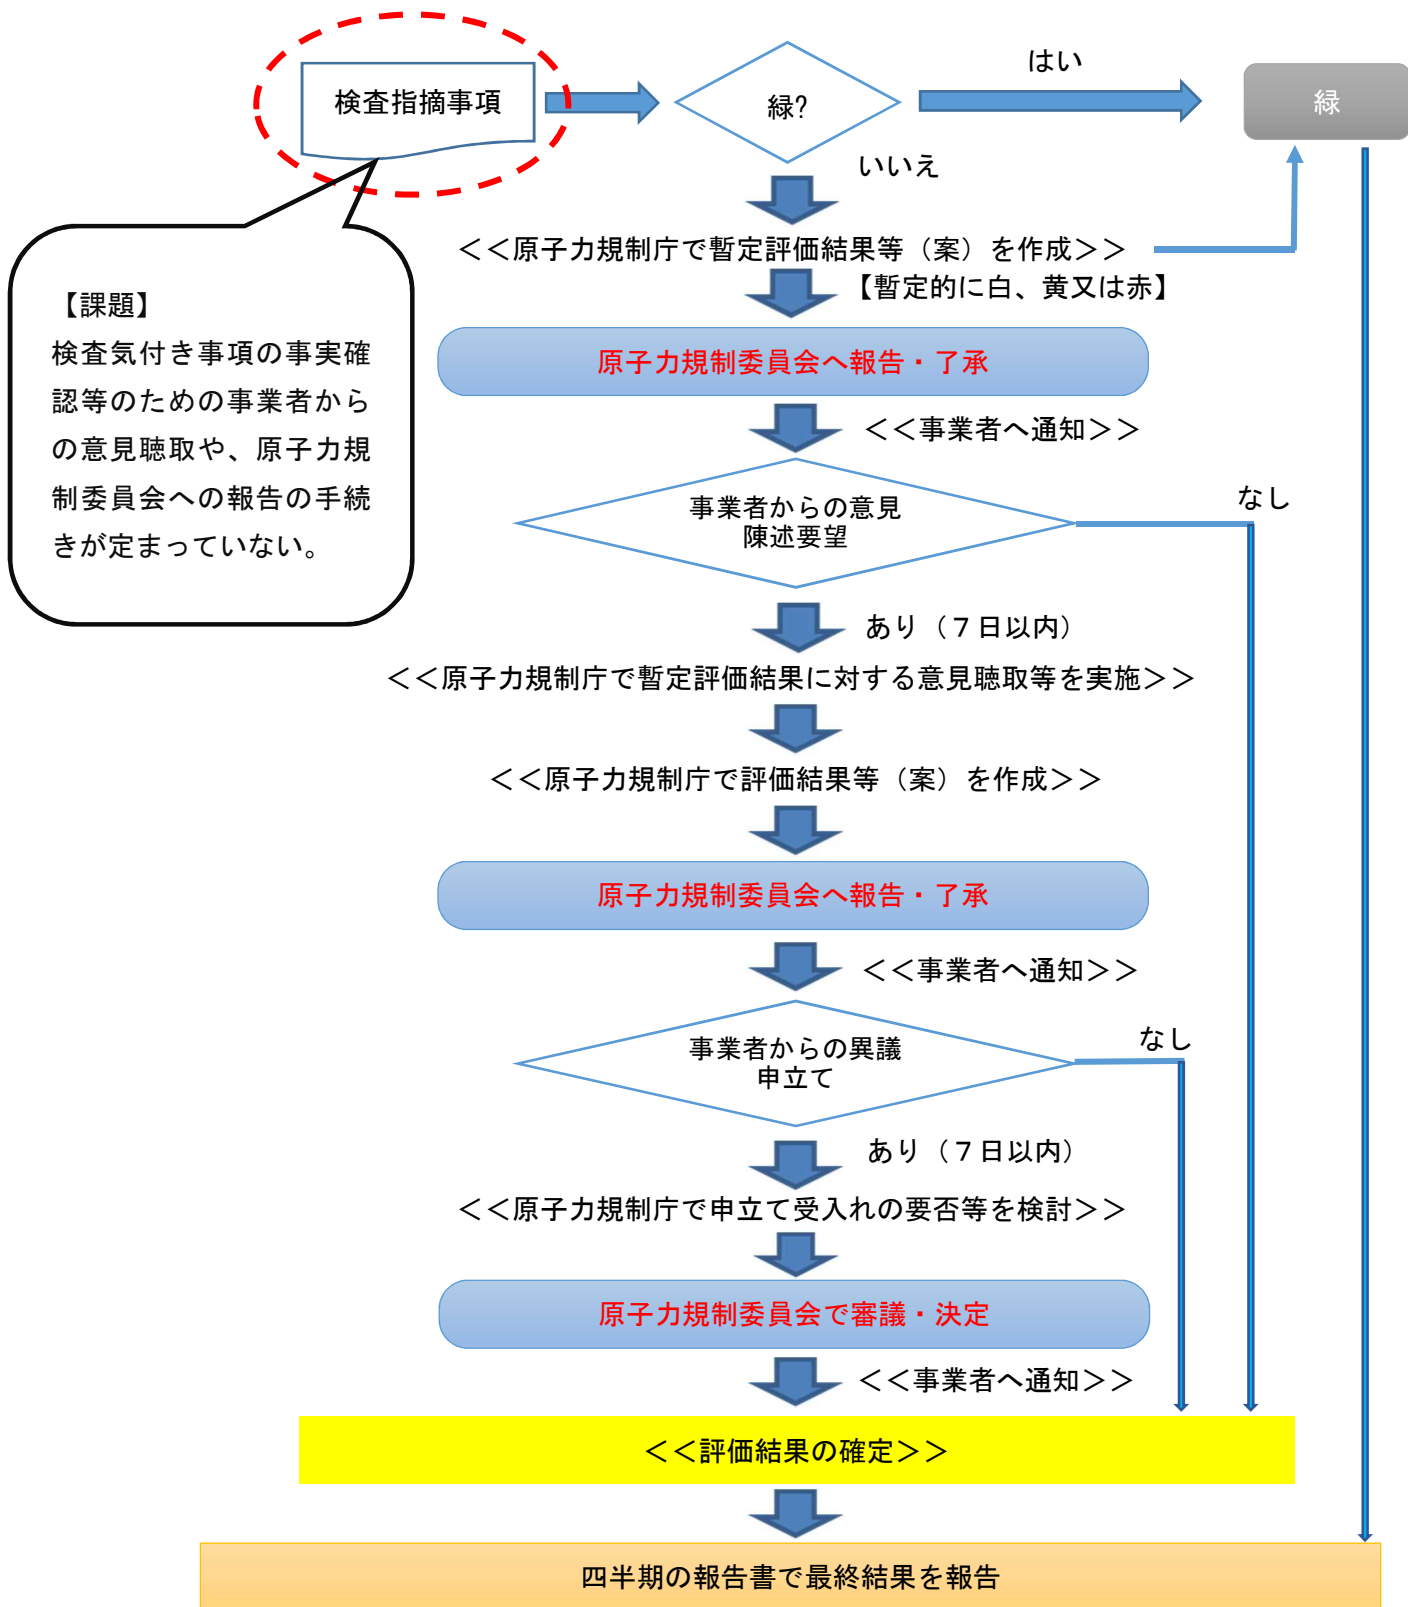 検査指摘事項
緑?
はい
緑
いいえ
<<原子力規制庁で暫定評価結果等（案）を作成>>
【暫定的に白、黄又は赤】
【課題】
検査気付き事項の事実確
認等のための事業者から
の意見聴取や、原子力規
制委員会への報告の手続
きが定まっていない。
原子力規制委員会へ報告・了承
<<事業者へ通知>>
事業者からの意見
陳述要望
なし
あり（７日以内）
<<原子力規制庁で暫定評価結果に対する意見聴取等を実施>>
<<原子力規制庁で評価結果等（案）を作成>>
原子力規制委員会へ報告・了承
<<事業者へ通知>>
事業者からの異議
申立て
なし
あり（７日以内）
<<原子力規制庁で申立て受入れの要否等を検討>>
原子力規制委員会で審議・決定
<<事業者へ通知>>
<<評価結果の確定>>
四半期の報告書で最終結果を報告